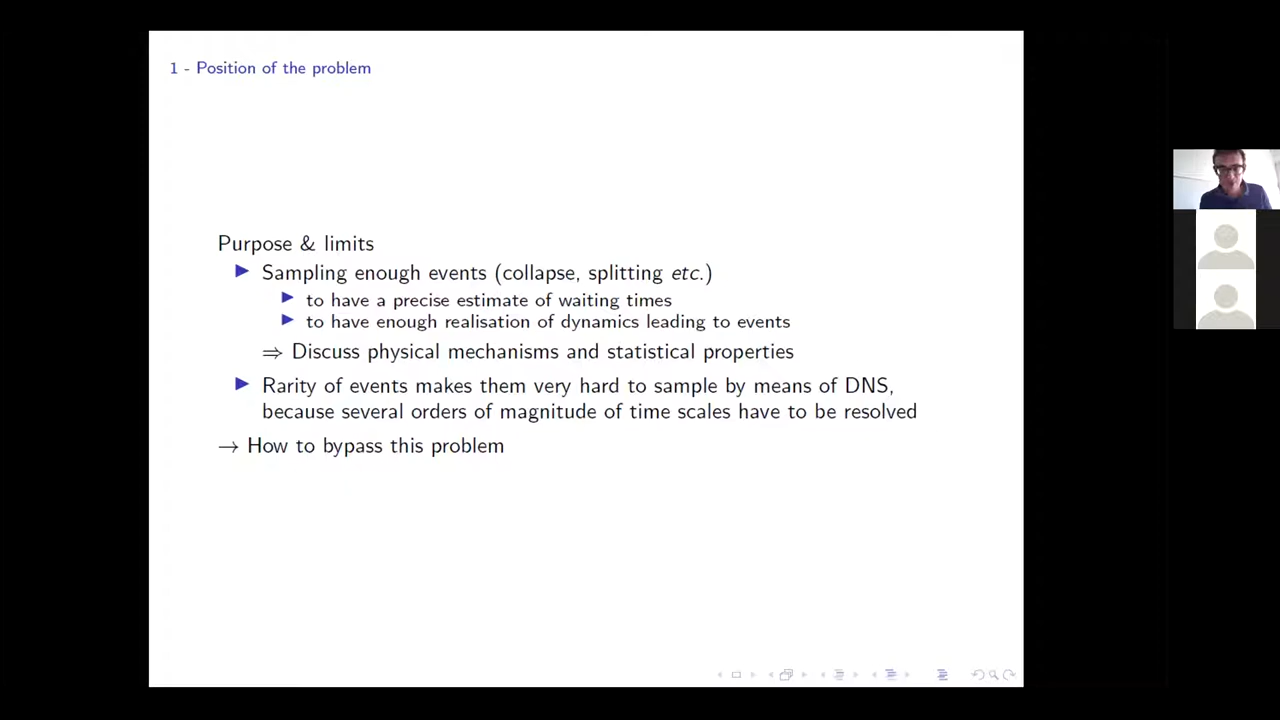 1 - Position of the problem
Purpose & limits
▶ Sampling enough events (collapse, splitting etc.)
▶ to have a precise estimate of waiting times
▶ to have enough realisation of dynamics leading to events
⇒ Discuss physical mechanisms and statistical properties
▶ Rarity of events makes them very hard to sample by means of DNS,
because several orders of magnitude of time scales have to be resolved
→ How to bypass this problem